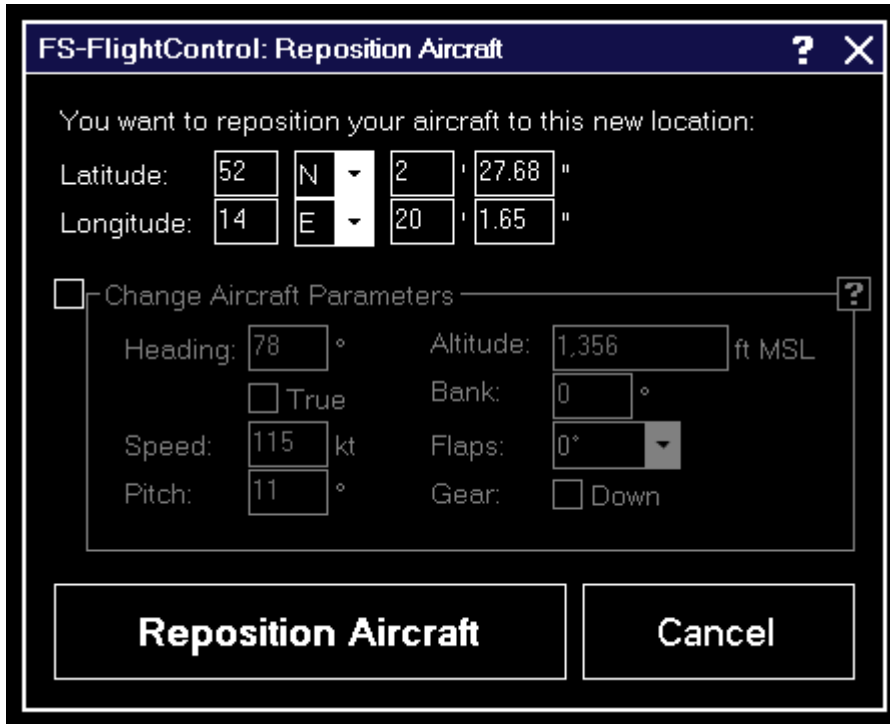 FS-FlightControl: Reposition Aircraft ?
You want to reposition your aircraft to this new location:
Latitude: 52 N 2 ' 27.68 "
Longitude: 14 E 20 ' 1.65 "
Change Aircraft Parameters ?
Heading: 78 ° Altitude: 1,356 ft MSL
True Bank: 0 °
Speed: 115 kt Flaps: 0°
Pitch: 11 ° Gear: Down
Reposition Aircraft Cancel